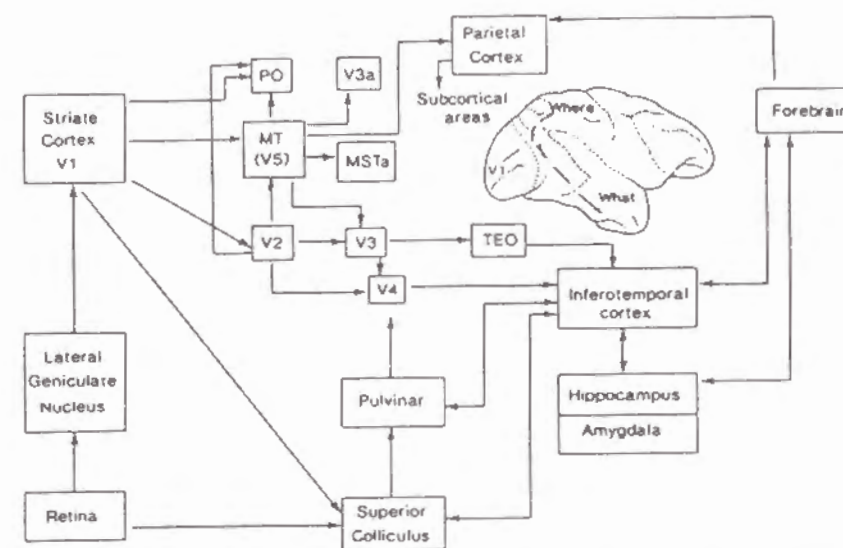 Parietal
Cortex
PO
V3a
Subcortical
areas
Striate
Cortex
V1
MT
(V5)
MSTa
Where
V1
What
Forebrain
V2
V3
TEO
V4
Inferotemporal
cortex
Lateral
Geniculate
Nucleus
Pulvinar
Hippocampus
Amygdala
Retina
Superior
Colliculus